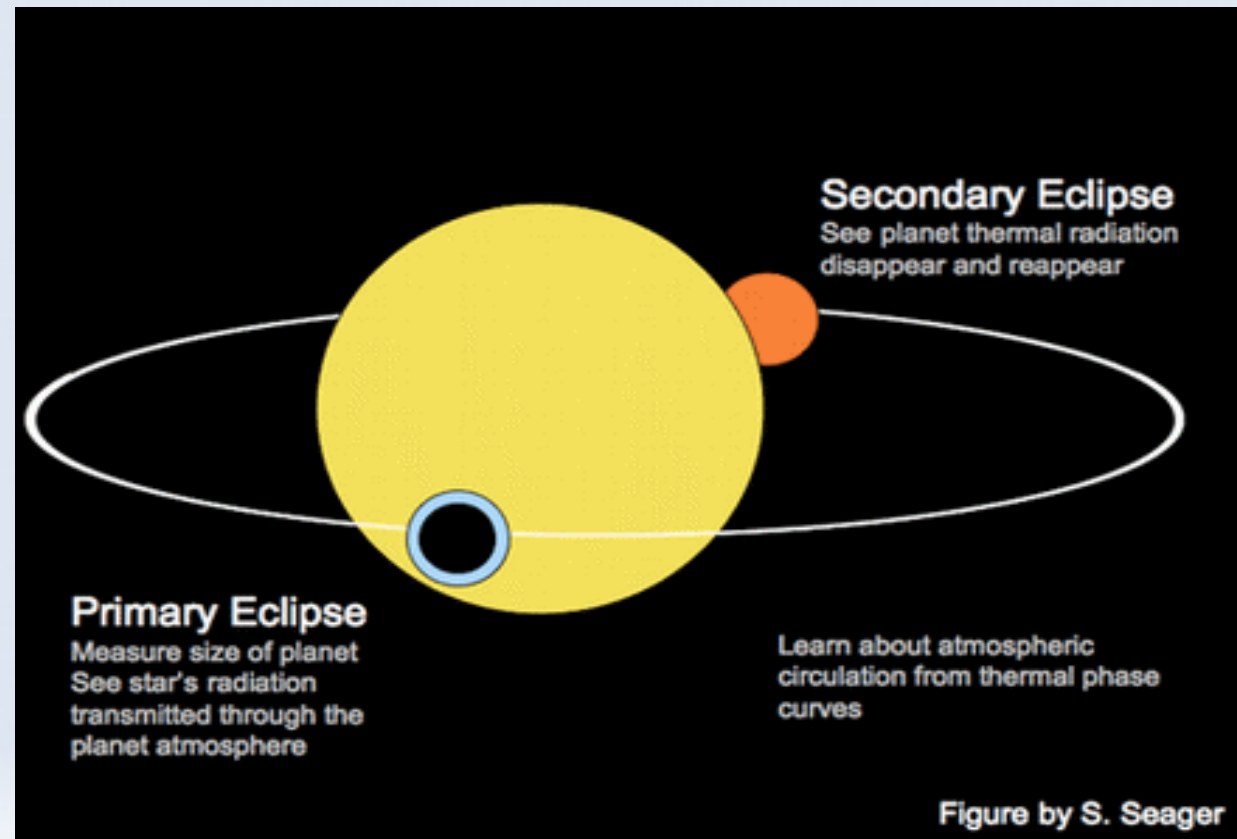 Secondary Eclipse
See planet thermal radiation
disappear and reappear
Primary Eclipse
Measure size of planet
See star's radiation
transmitted through the
planet atmosphere
Learn about atmospheric
circulation from thermal phase
curves
Figure by S. Seager